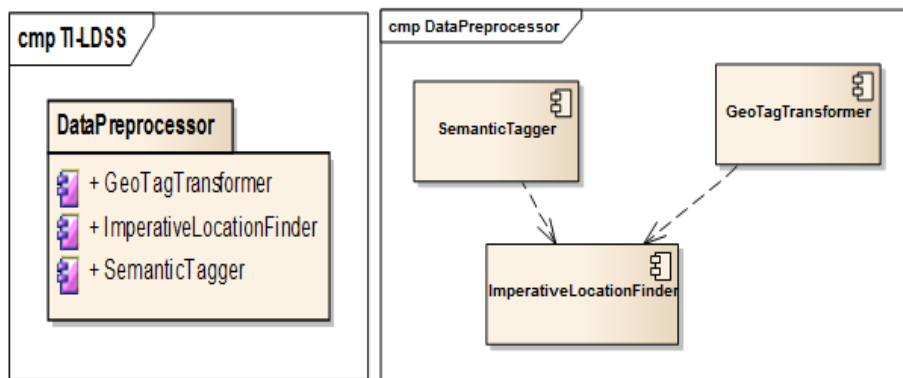 cmp TI-LDSS
DataPreprocessor
+ GeoTagTransformer
+ ImperativeLocationFinder
+ SemanticTagger
cmp DataPreprocessor
SemanticTagger
GeoTagTransformer
ImperativeLocationFinder